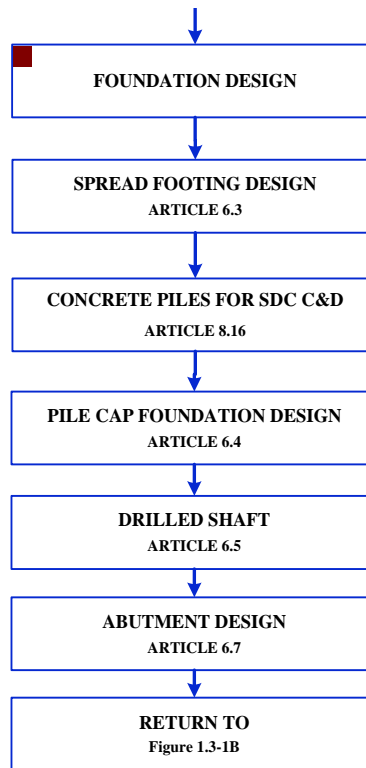 FOUNDATION DESIGN
SPREAD FOOTING DESIGN
ARTICLE 6.3
CONCRETE PILES FOR SDC C&D
ARTICLE 8.16
PILE CAP FOUNDATION DESIGN
ARTICLE 6.4
DRILLED SHAFT
ARTICLE 6.5
ABUTMENT DESIGN
ARTICLE 6.7
RETURN TO
Figure 1.3-1B